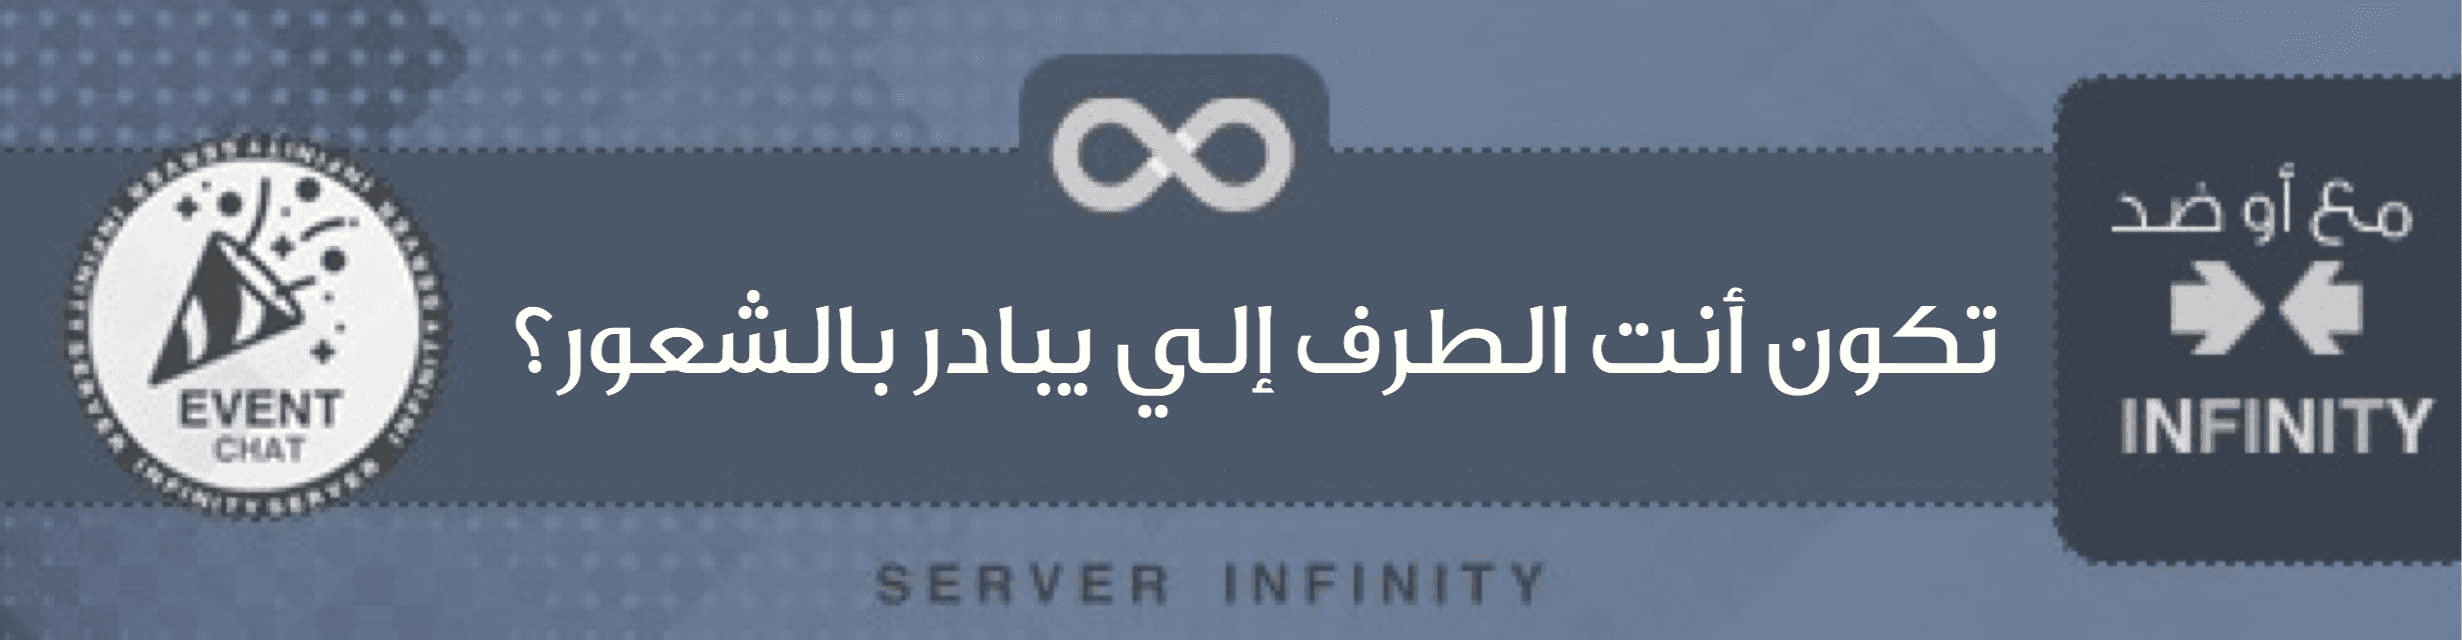 مع أو ضد
INFINITY
تكون أنت الطرف إلي يبادر بالشعور؟
EVENT
CHAT
INFINITY SERVER
SERVER INFINITY